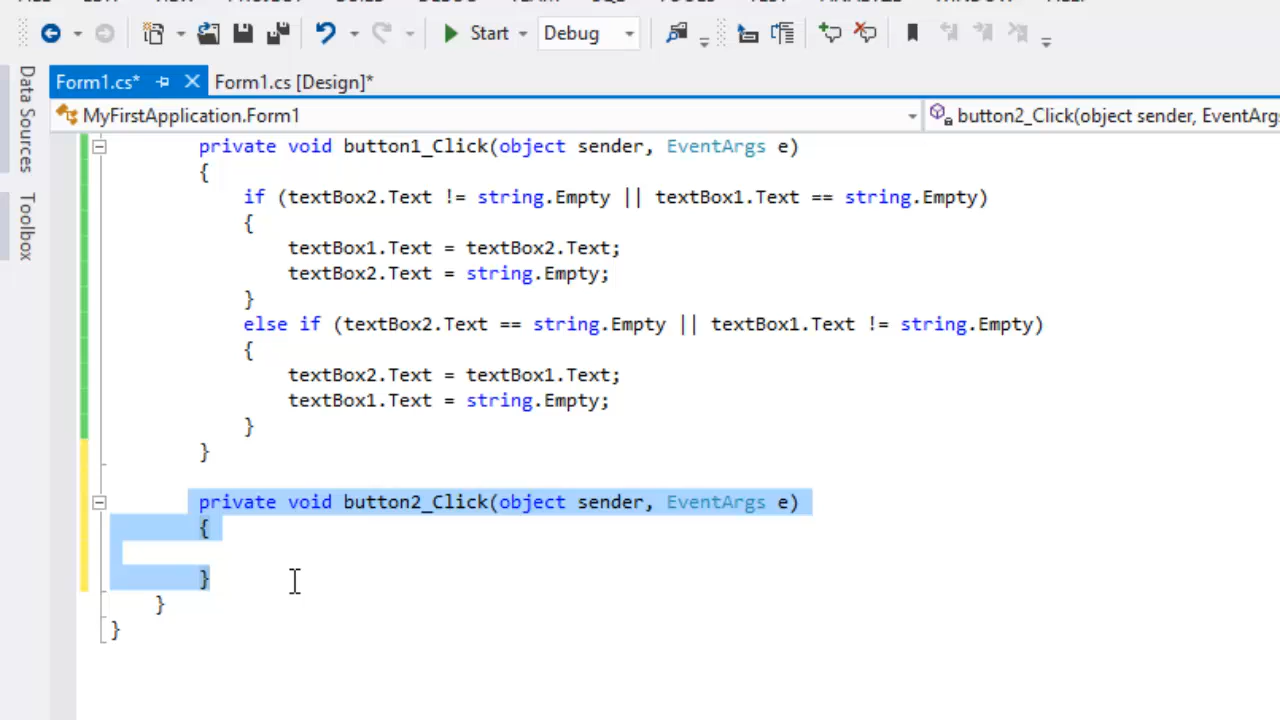 Start Debug
Form1.cs* Form1.cs [Design]*
MyFirstApplication.Form1 button2_Click(object sender, EventArgs
Data Sources
Toolbox
private void button1_Click(object sender, EventArgs e)
{
if (textBox2.Text != string.Empty || textBox1.Text == string.Empty)
{
textBox1.Text = textBox2.Text;
textBox2.Text = string.Empty;
}
else if (textBox2.Text == string.Empty || textBox1.Text != string.Empty)
{
textBox2.Text = textBox1.Text;
textBox1.Text = string.Empty;
}
}
private void button2_Click(object sender, EventArgs e)
{
}
}
}